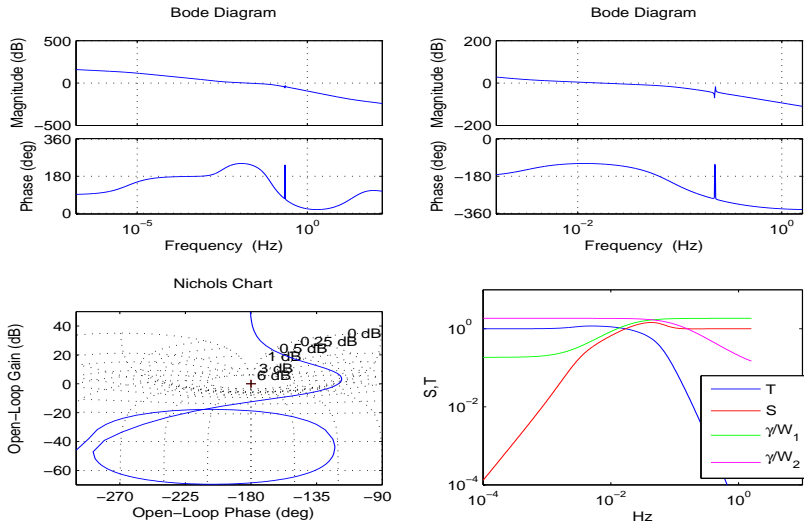 Bode Diagram
Magnitude (dB)
500
0
−500
Phase (deg)
360
180
0
10^−5
10^0
Frequency (Hz)
Bode Diagram
Magnitude (dB)
200
0
−200
Phase (deg)
0
−180
−360
10^−2
10^0
Frequency (Hz)
Nichols Chart
Open−Loop Gain (dB)
40
20
0
−20
−40
−60
0 dB
0.25 dB
0.5 dB
1 dB
3 dB
6 dB
−270
−225
−180
−135
−90
Open−Loop Phase (deg)
S,T
10^0
10^−2
10^−4
10^−4
10^−2
10^0
Hz
T
S
γ/W_1
γ/W_2